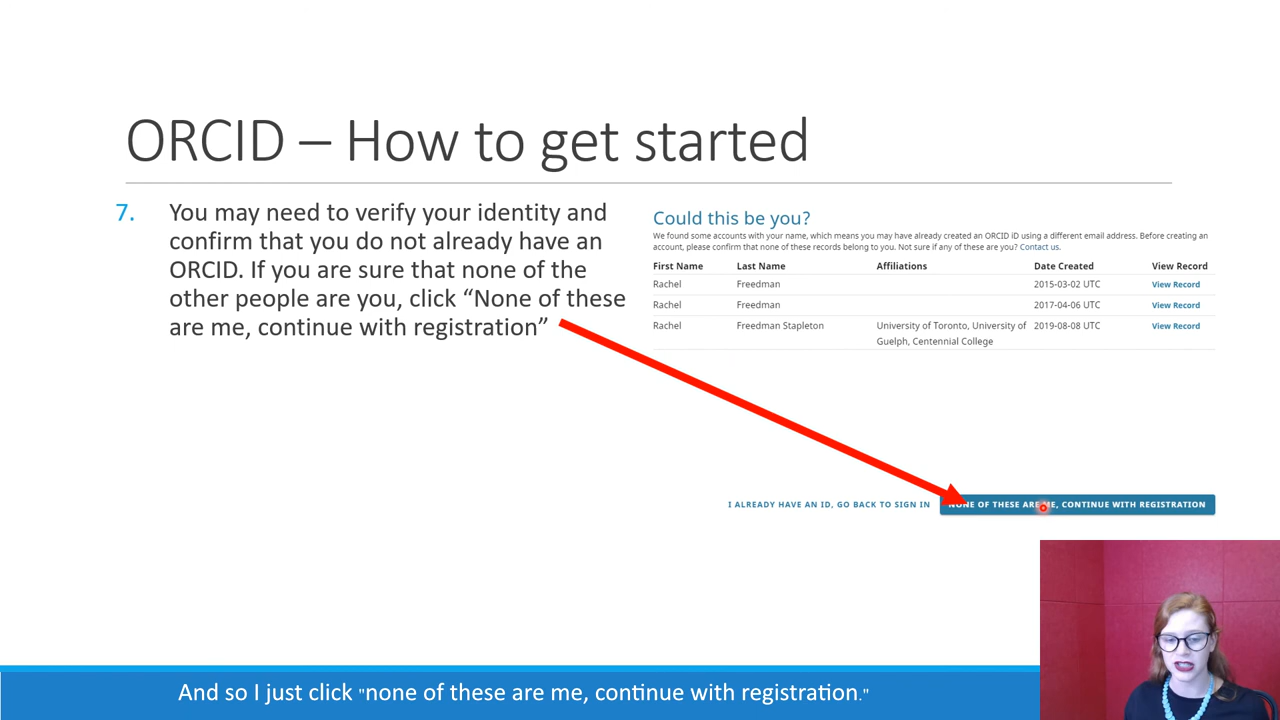 ORCID – How to get started
7. You may need to verify your identity and
confirm that you do not already have an
ORCID. If you are sure that none of the
other people are you, click “None of these
are me, continue with registration”
Could this be you?
We found some accounts with your name, which means you may have already created an ORCID iD using a different email address. Before creating an
account, please confirm that none of these records belong to you. Not sure if any of these are you? Contact us.
First Name Last Name Affiliations Date Created View Record
Rachel Freedman 2015-03-02 UTC View Record
Rachel Freedman 2017-04-06 UTC View Record
Rachel Freedman Stapleton University of Toronto, University of 2019-08-08 UTC View Record
Guelph, Centennial College
I ALREADY HAVE AN ID, GO BACK TO SIGN IN NONE OF THESE ARE ME, CONTINUE WITH REGISTRATION
And so I just click "none of these are me, continue with registration."